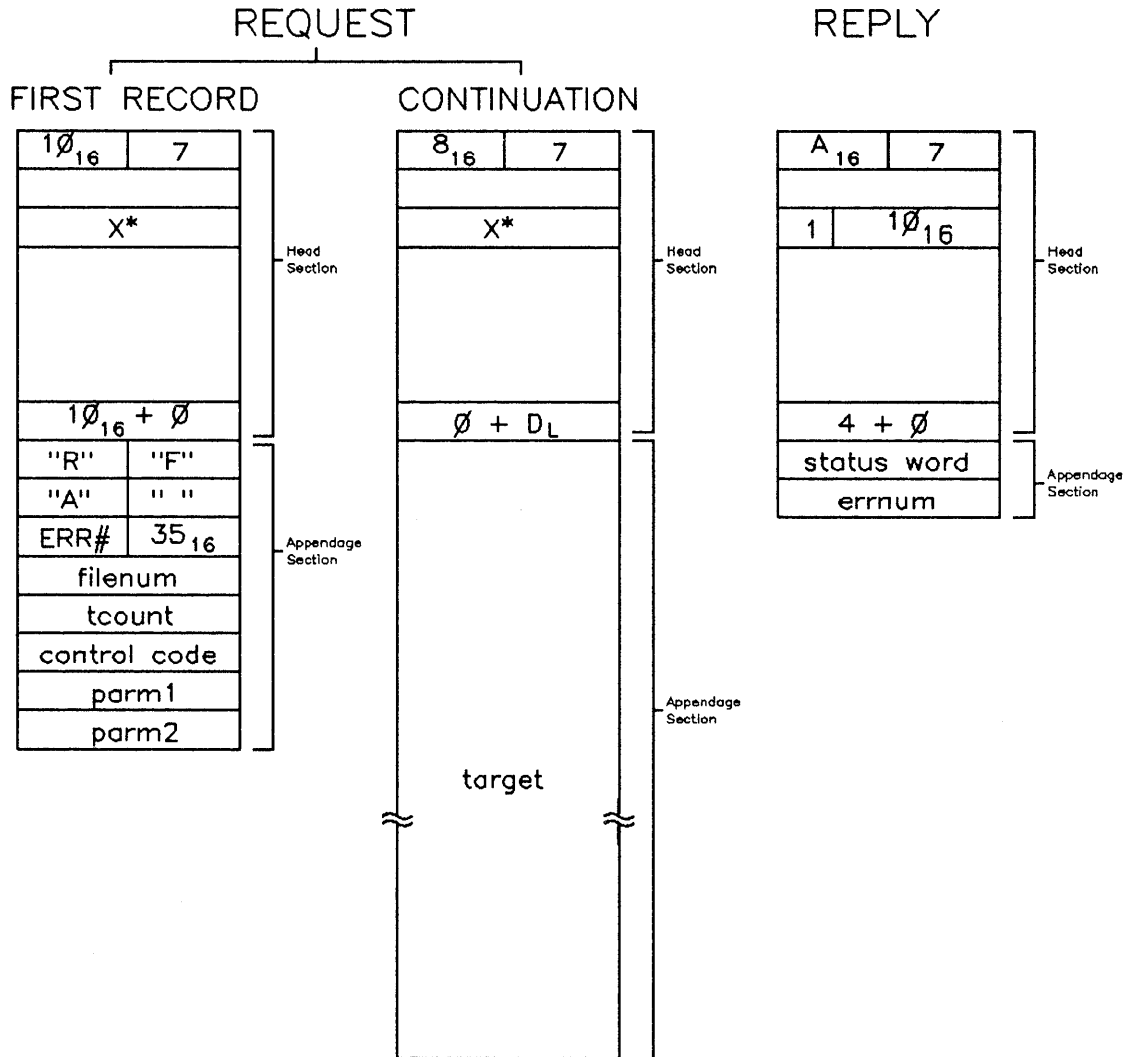 REQUEST
REPLY
FIRST RECORD
CONTINUATION
1Ø16 7
X*
Head
Section
1Ø16 + Ø
"R" "F"
"A" " "
ERR# 3516
filenum
tcount
control code
parm1
parm2
Appendage
Section
816 7
X*
Head
Section
Ø + DL
target
Appendage
Section
A16 7
1 1Ø16
Head
Section
4 + Ø
status word
errnum
Appendage
Section